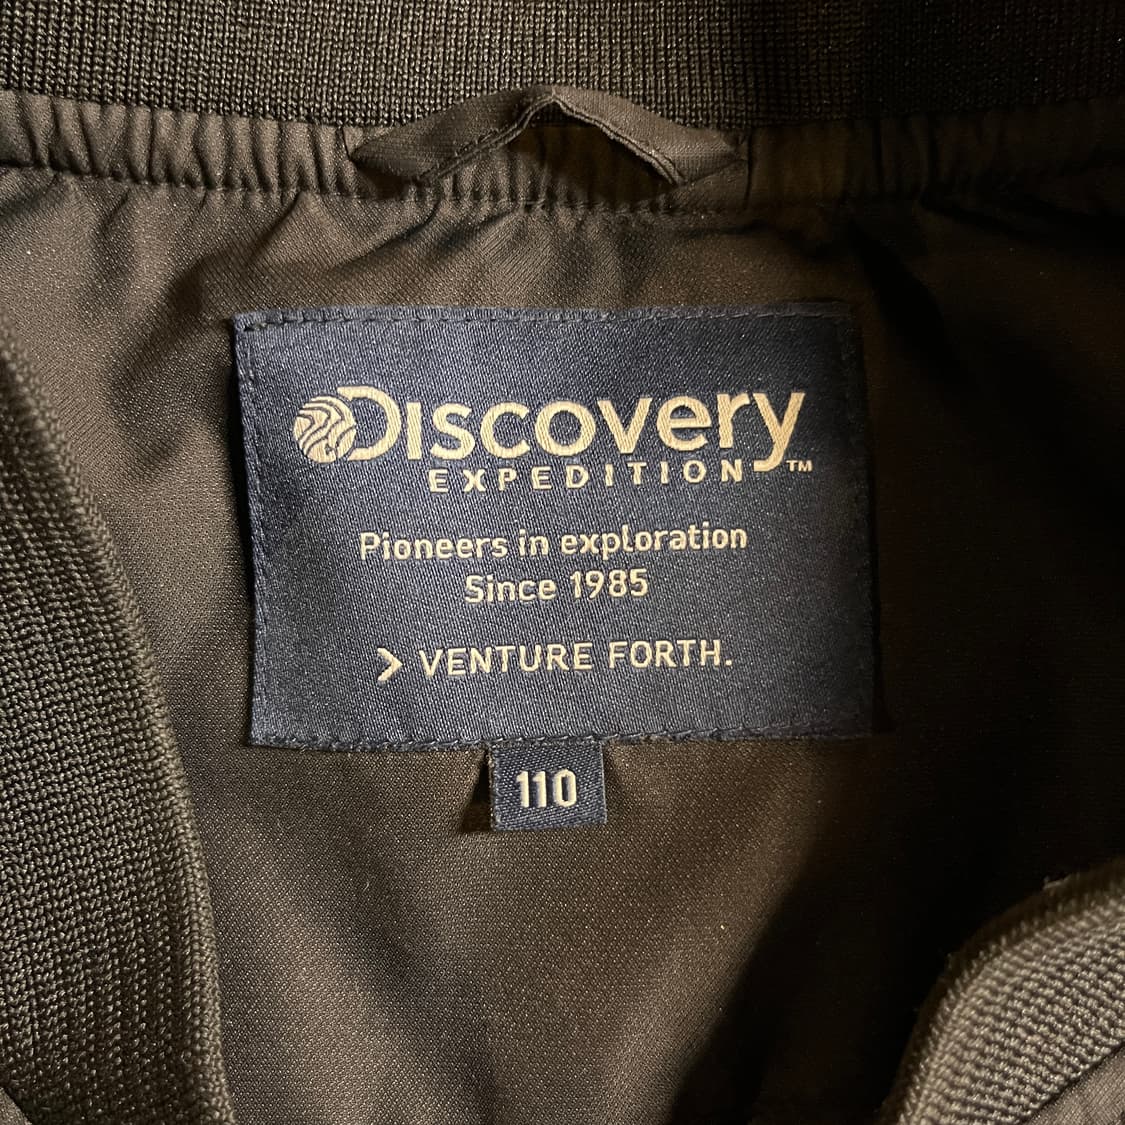 Discovery
EXPEDITION™
Pioneers in exploration
Since 1985
> VENTURE FORTH.
110